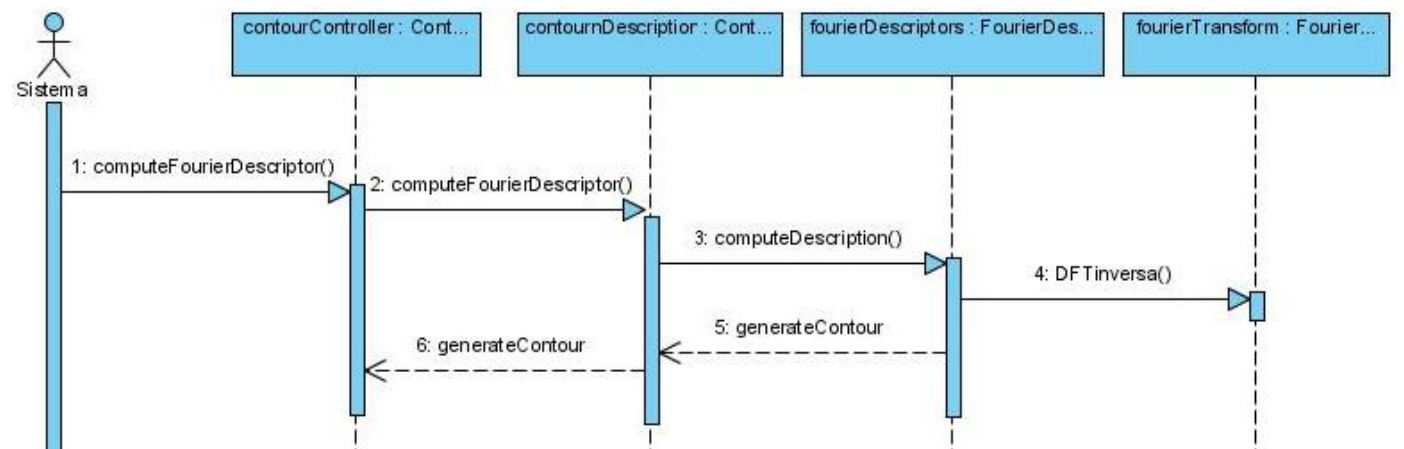 contourController : Cont...
contournDescriptior : Cont...
fourierDescriptors : FourierDes...
fourierTransform : Fourier...
Sistema
1: computeFourierDescriptor()
2: computeFourierDescriptor()
3: computeDescription()
4: DFTinversa()
5: generateContour
6: generateContour